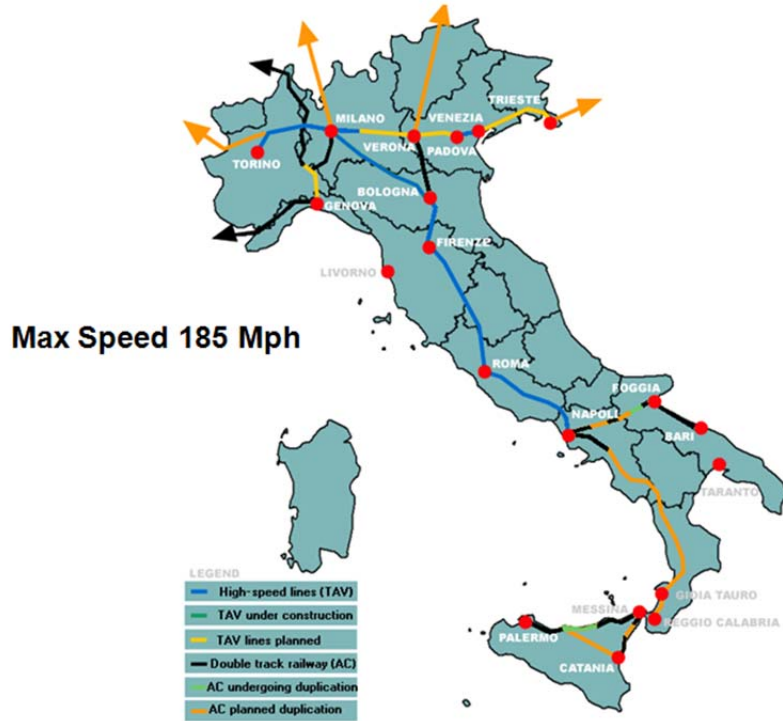 MILANO
VENEZIA
TRIESTE
VERONA
PADOVA
TORINO
BOLOGNA
GENOVA
FIRENZE
LIVORNO
Max Speed 185 Mph
ROMA
FOGGIA
NAPOLI
BARI
TARANTO
LEGEND
High-speed lines (TAV)
TAV under construction
TAV lines planned
Double track railway (AC)
AC undergoing duplication
AC planned duplication
GIOIA TAURO
MESSINA
REGGIO CALABRIA
PALERMO
CATANIA